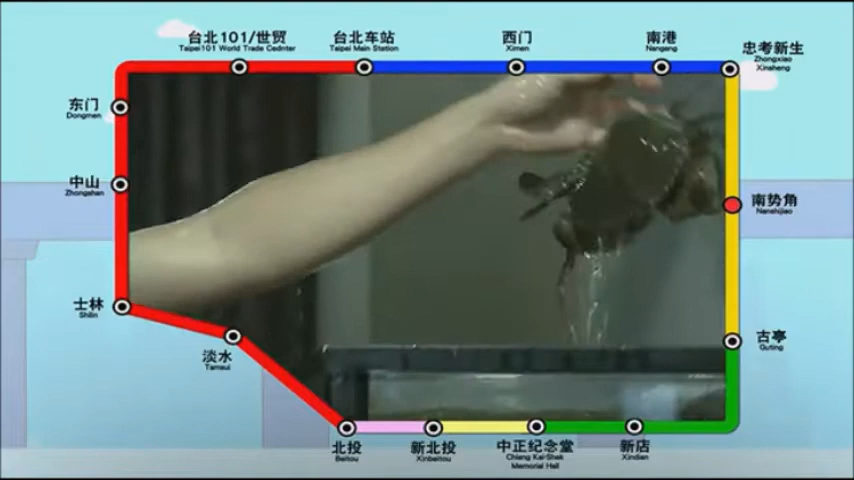 台北101/世贸
Taipei101 World Trade Cednter
台北车站
Taipei Main Station
西门
Ximen
南港
Nangang
忠考新生
Zhongxiao
Xinsheng
东门
Dongmen
中山
Zhongshan
南势角
Nanshijiao
士林
Shilin
淡水
Tamsui
古亭
Guting
北投
Beitou
新北投
Xinbeitou
中正纪念堂
Chiang Kai-Shek
Memorial Hall
新店
Xindian